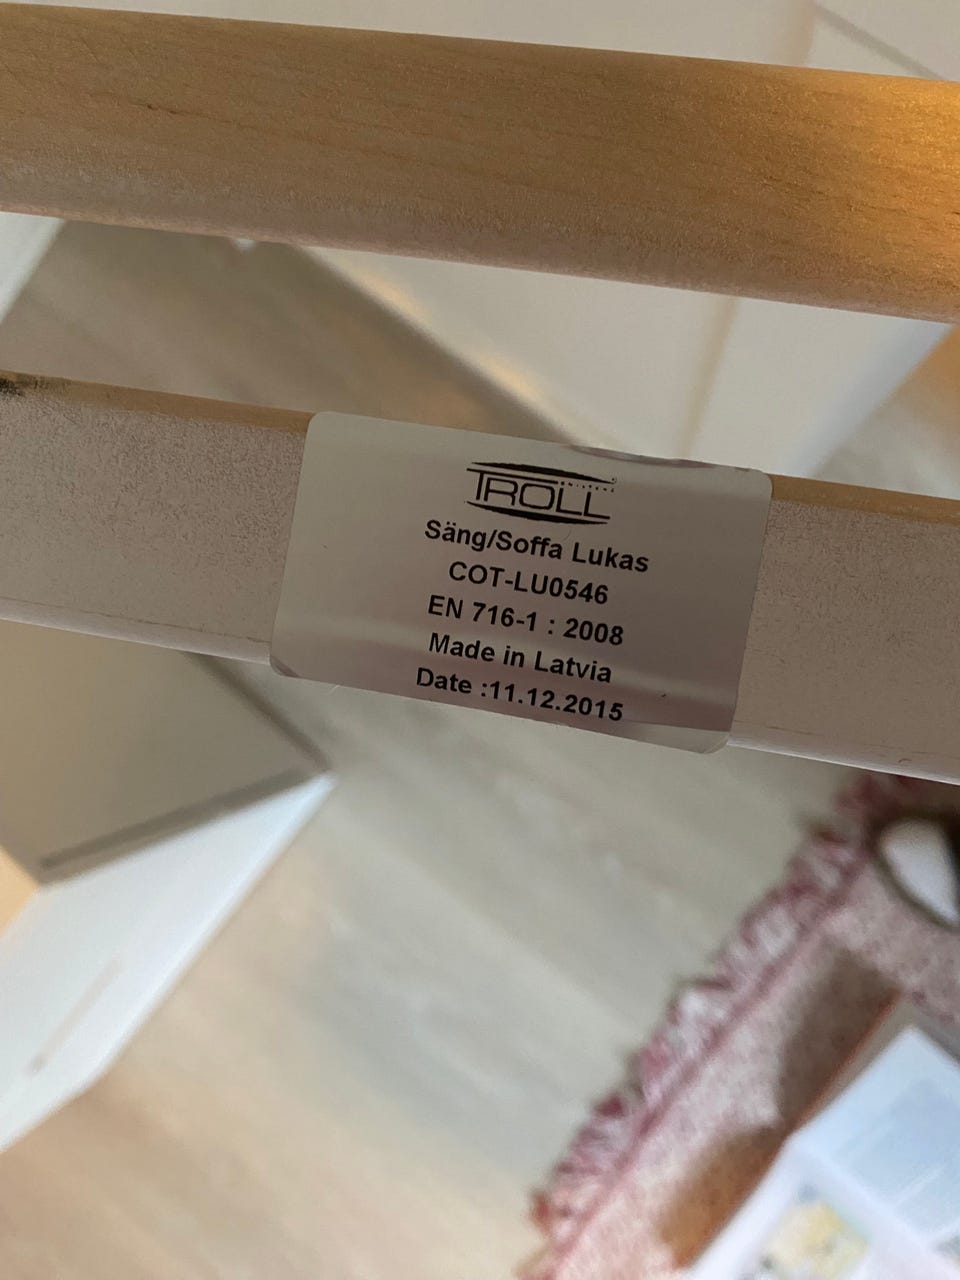 TROLL
Säng/Soffa Lukas
COT-LU0546
EN 716-1 : 2008
Made in Latvia
Date :11.12.2015